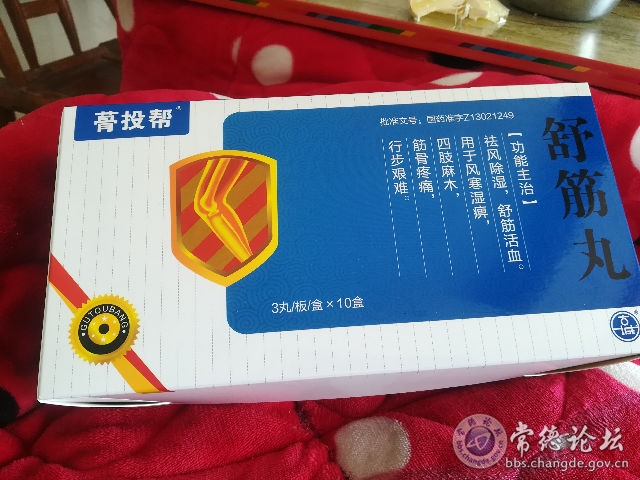 蓇投帮®
批准文号：国药准字Z13021249
舒筋丸
【功能主治】
祛风除湿，舒筋活血。
用于风寒湿痹，
四肢麻木，
筋骨疼痛，
行步艰难。
3丸/板/盒×10盒
GUTOUBANG
常德论坛
bbs.changde.gov.cn